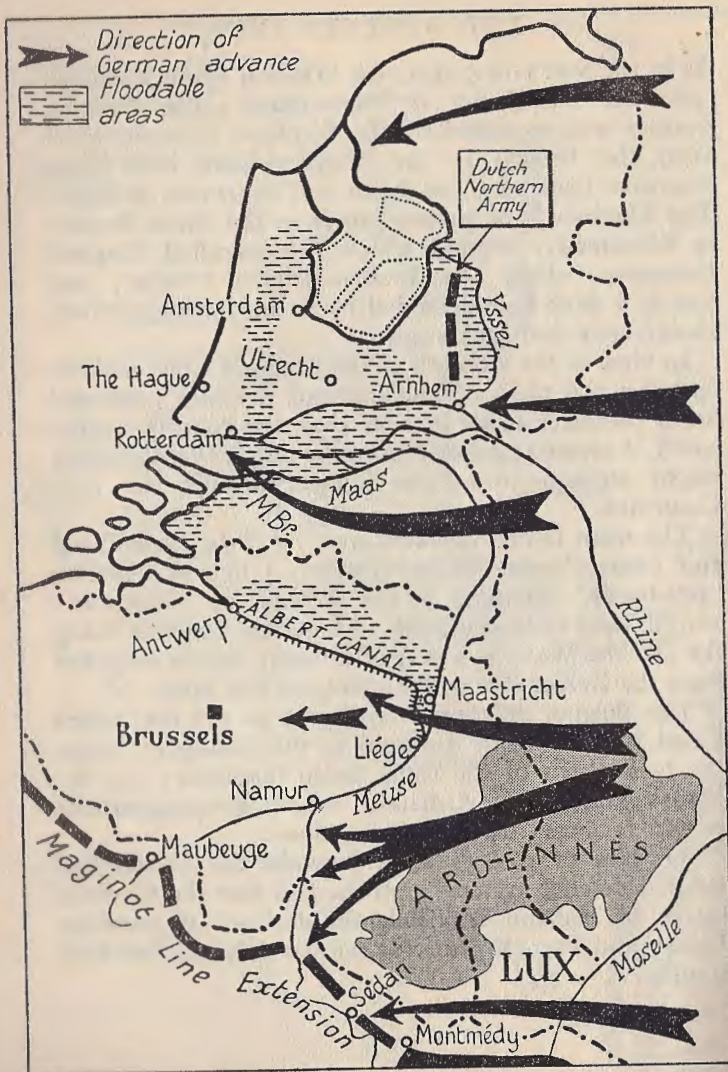 Direction of
German advance
Floodable
areas
Dutch
Northern
Army
Yssel
Amsterdam
Utrecht
The Hague
Arnhem
Rotterdam
Maas
M.Br.
Rhine
Antwerp
ALBERT CANAL
Maastricht
Brussels
Liége
Namur
Meuse
Maubeuge
ARDENNES
Maginot
Line
Extension
LUX.
Moselle
Sedan
Montmédy